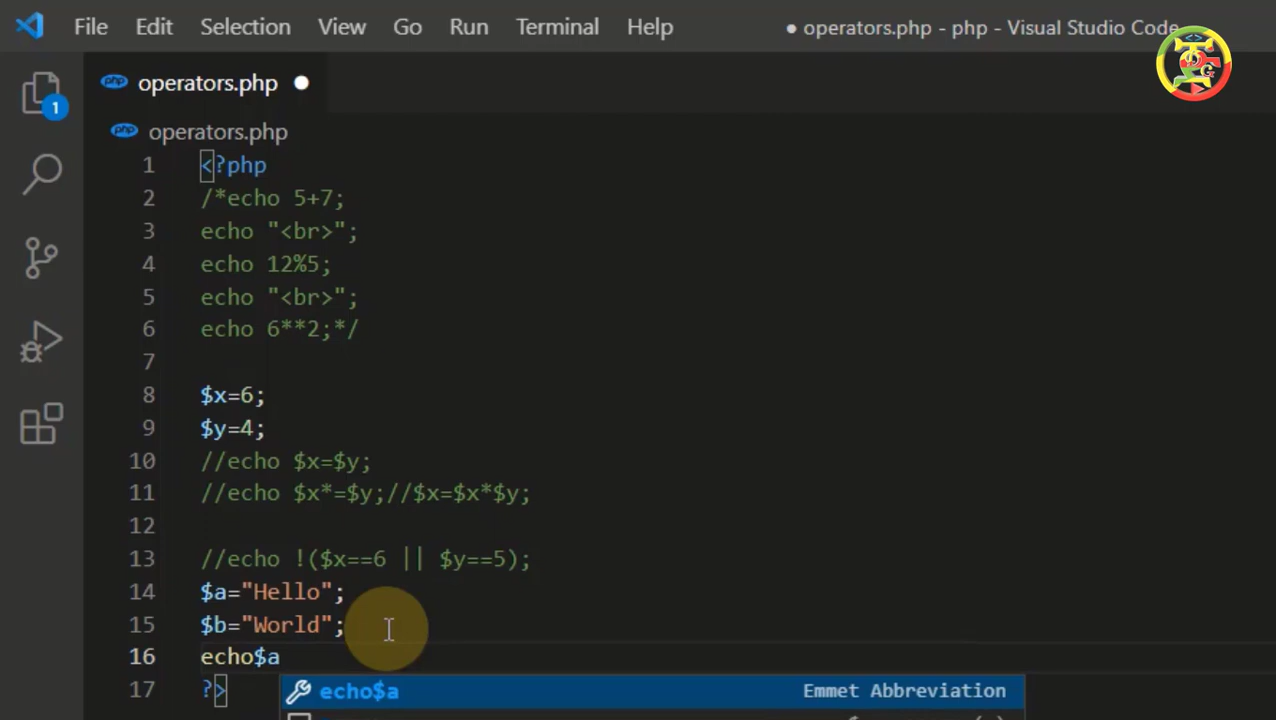 File Edit Selection View Go Run Terminal Help ● operators.php - php - Visual Studio Code
php operators.php ●
1
php operators.php
1 <?php
2 /*echo 5+7;
3 echo "<br>";
4 echo 12%5;
5 echo "<br>";
6 echo 6**2;*/
7
8 $x=6;
9 $y=4;
10 //echo $x=$y;
11 //echo $x*=$y;//$x=$x*$y;
12
13 //echo !($x==6 || $y==5);
14 $a="Hello";
15 $b="World";
16 echo$a
17 ?>
echo$a Emmet Abbreviation